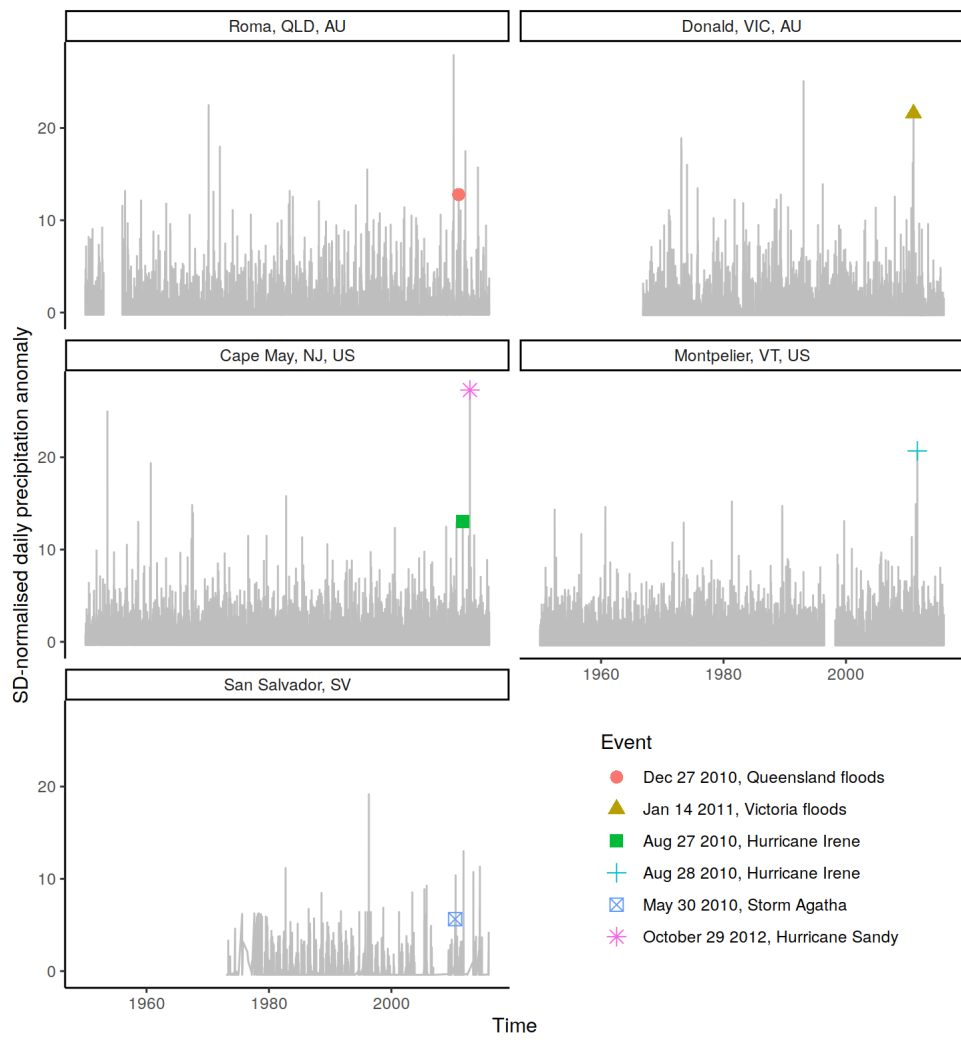 Roma, QLD, AU
Donald, VIC, AU
20
10
0
Cape May, NJ, US
Montpelier, VT, US
20
10
0
1960 1980 2000
San Salvador, SV
20
10
0
1960 1980 2000
SD-normalised daily precipitation anomaly
Time
Event
Dec 27 2010, Queensland floods
Jan 14 2011, Victoria floods
Aug 27 2010, Hurricane Irene
Aug 28 2010, Hurricane Irene
May 30 2010, Storm Agatha
October 29 2012, Hurricane Sandy